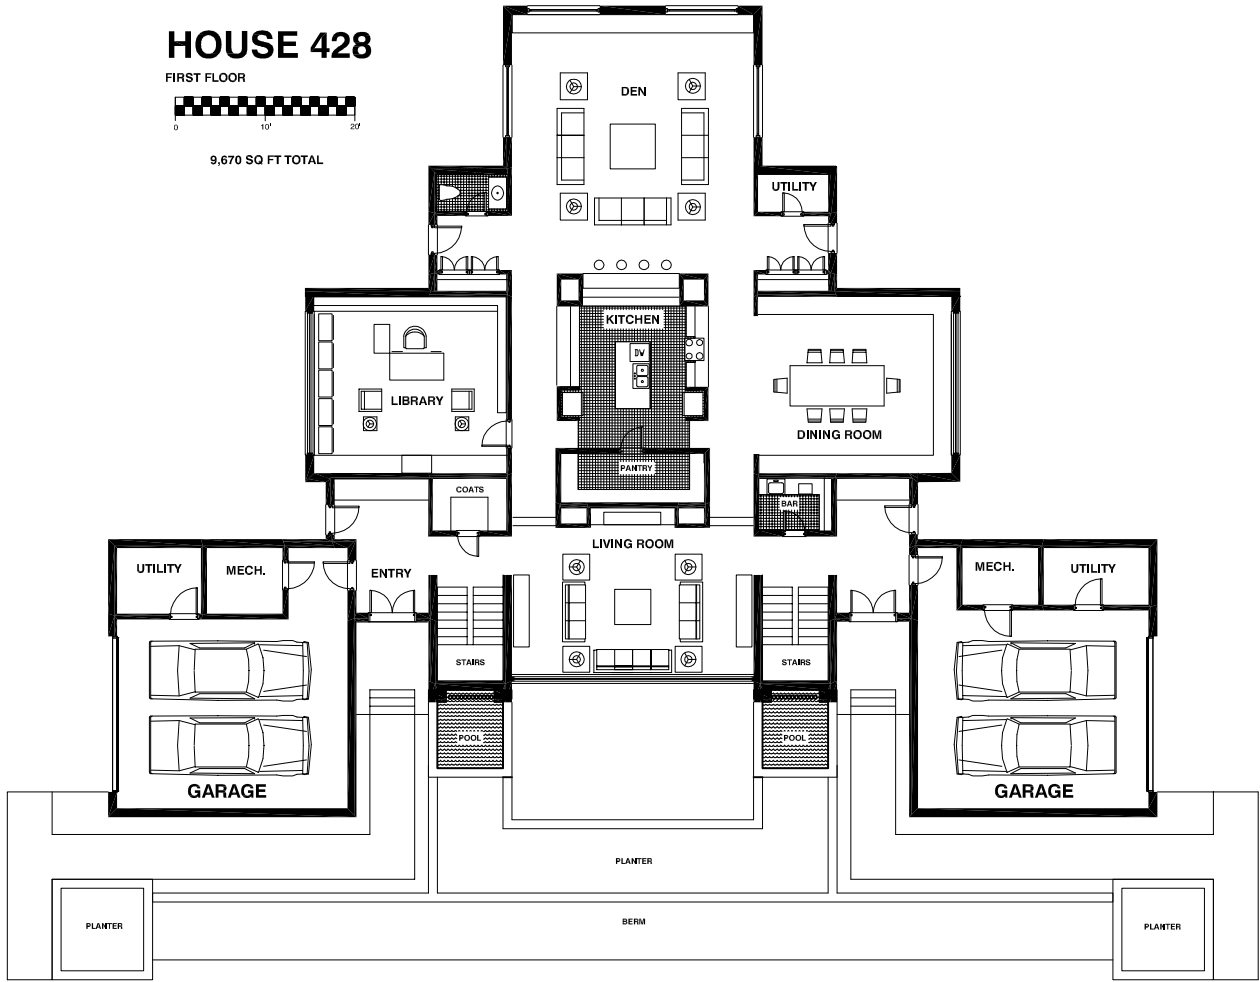 HOUSE 428
FIRST FLOOR
0 10' 20'
9,670 SQ FT TOTAL
DEN
UTILITY
KITCHEN
DW
LIBRARY
DINING ROOM
PANTRY
COATS
BAR
LIVING ROOM
UTILITY
MECH.
ENTRY
MECH.
UTILITY
STAIRS
STAIRS
POOL
POOL
GARAGE
GARAGE
PLANTER
BERM
PLANTER
PLANTER